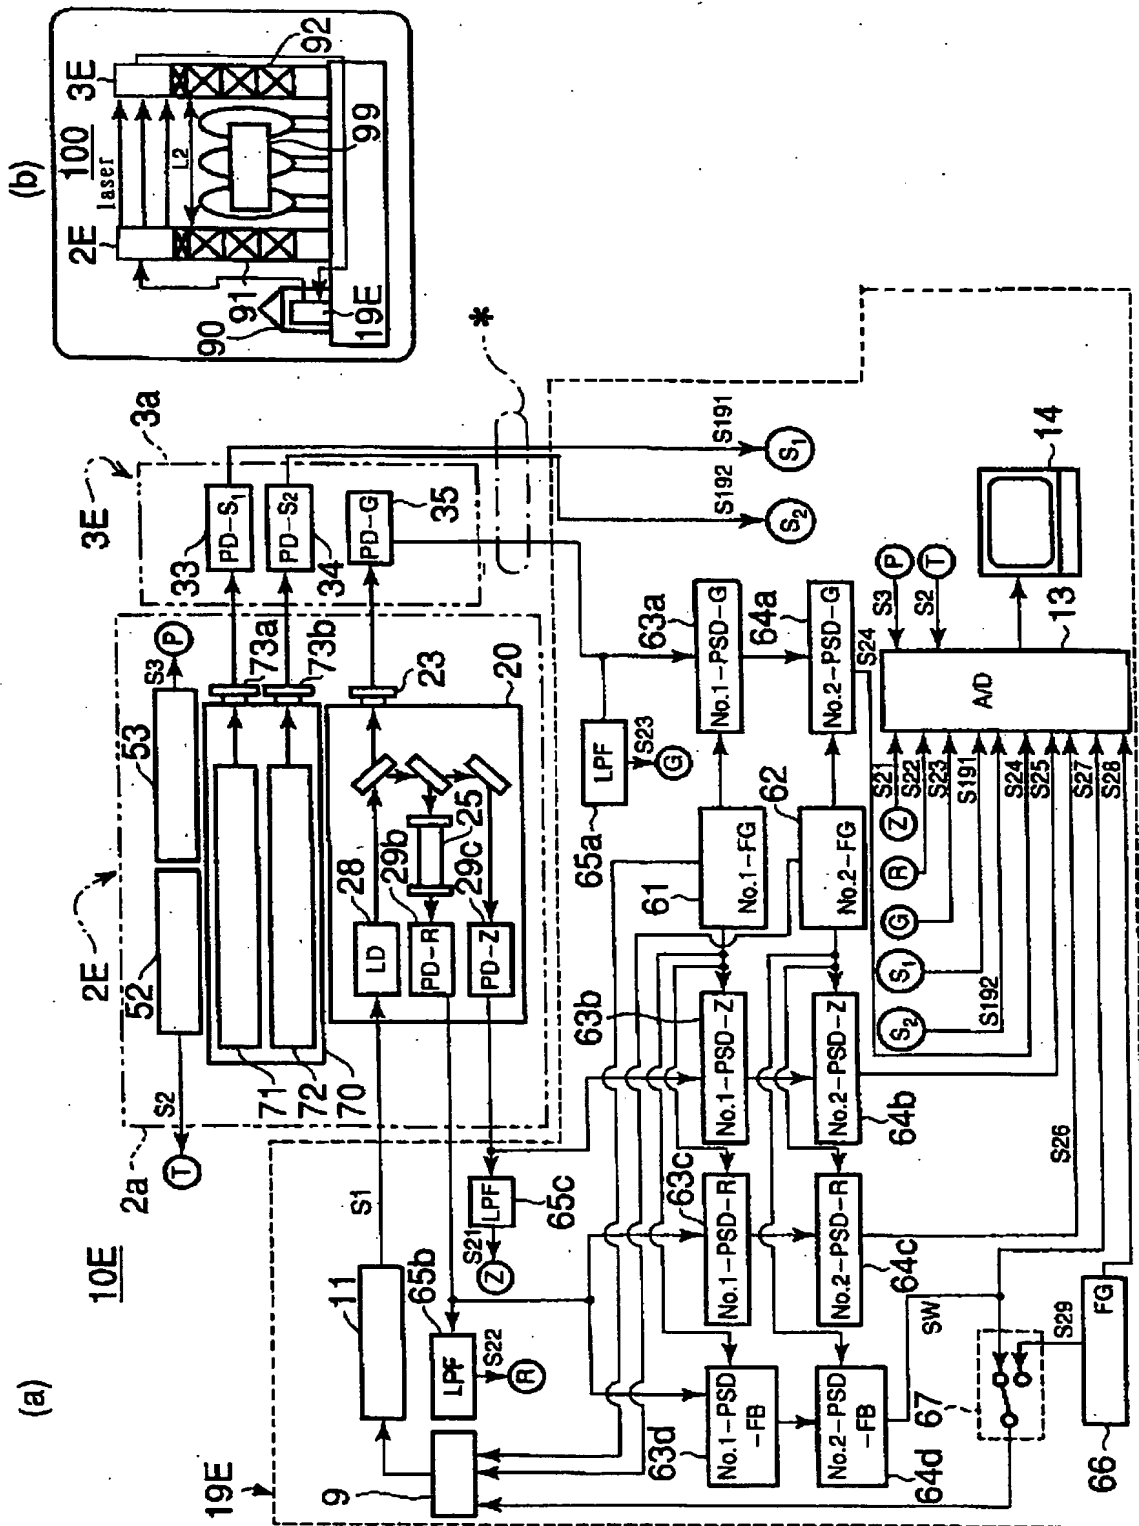 (a)
10E
19E
9
11
S1
65b
LPF
S22
R
S21
Z
LPF
65c
2a
T
S2
2E
52
53
S3
P
71
72
70
73a
73b
28
LD
29b
PD-R
25
29c
PD-Z
23
20
3E
3a
33
PD-S1
PD-S2
34
PD-G
35
*
S191
S1
S192
S2
(b)
100
2E
laser
3E
L2
92
91
90
99
19E
65a
LPF
S23
G
63a
No.1-PSD-G
64a
No.2-PSD-G
S24
61
No.1-FG
62
No.2-FG
63b
No.1-PSD-Z
No.2-PSD-Z
64b
63c
No.1-PSD-R
No.2-PSD-R
64c
63d
No.1-PSD
-FB
No.2-PSD
-FB
64d
SW
67
S29
FG
66
S26
S2
S1
G
R
Z
S21
S22
S23
S191
S192
S24
S25
S27
S28
A/D
13
14
S3
P
S2
T